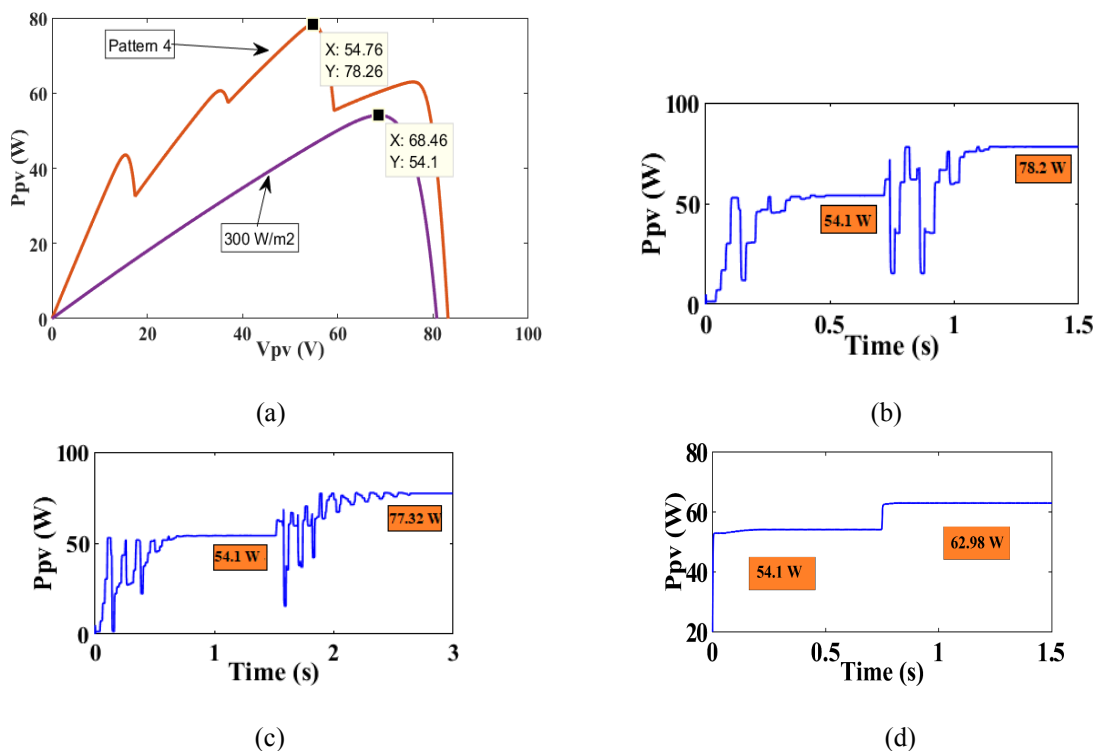 80
60
40
20
0
Ppv (W)
Pattern 4
X: 54.76
Y: 78.26
X: 68.46
Y: 54.1
300 W/m2
0 20 40 60 80 100
Vpv (V)
(a)
100
50
0
Ppv (W)
54.1 W
78.2 W
0 0.5 1 1.5
Time (s)
(b)
100
50
0
Ppv (W)
54.1 W
77.32 W
0 1 2 3
Time (s)
(c)
80
60
40
20
Ppv (W)
54.1 W
62.98 W
0 0.5 1 1.5
Time (s)
(d)